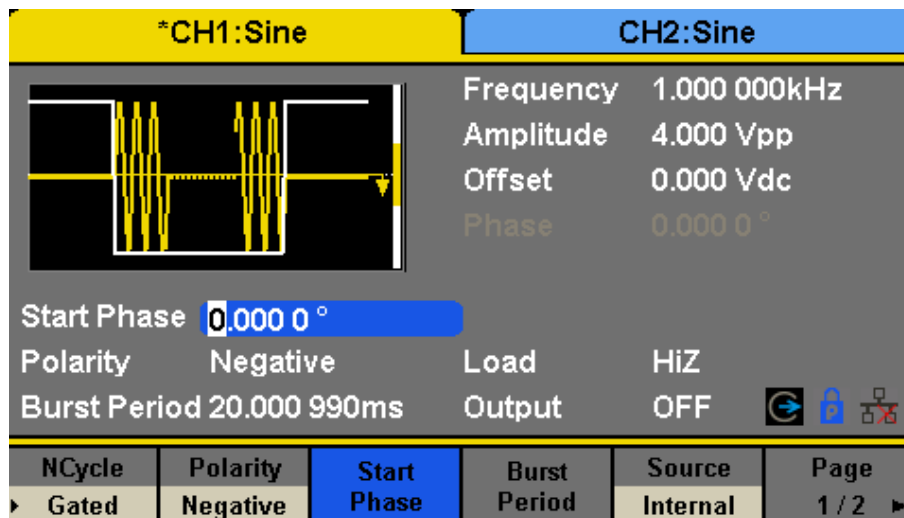 *CH1:Sine CH2:Sine
Frequency 1.000 000kHz
Amplitude 4.000 Vpp
Offset 0.000 Vdc
Phase 0.000 0 °
Start Phase 0.000 0 °
Polarity Negative Load HiZ
Burst Period 20.000 990ms Output OFF P
NCycle Polarity Start Burst Source Page
Gated Negative Phase Period Internal 1 / 2